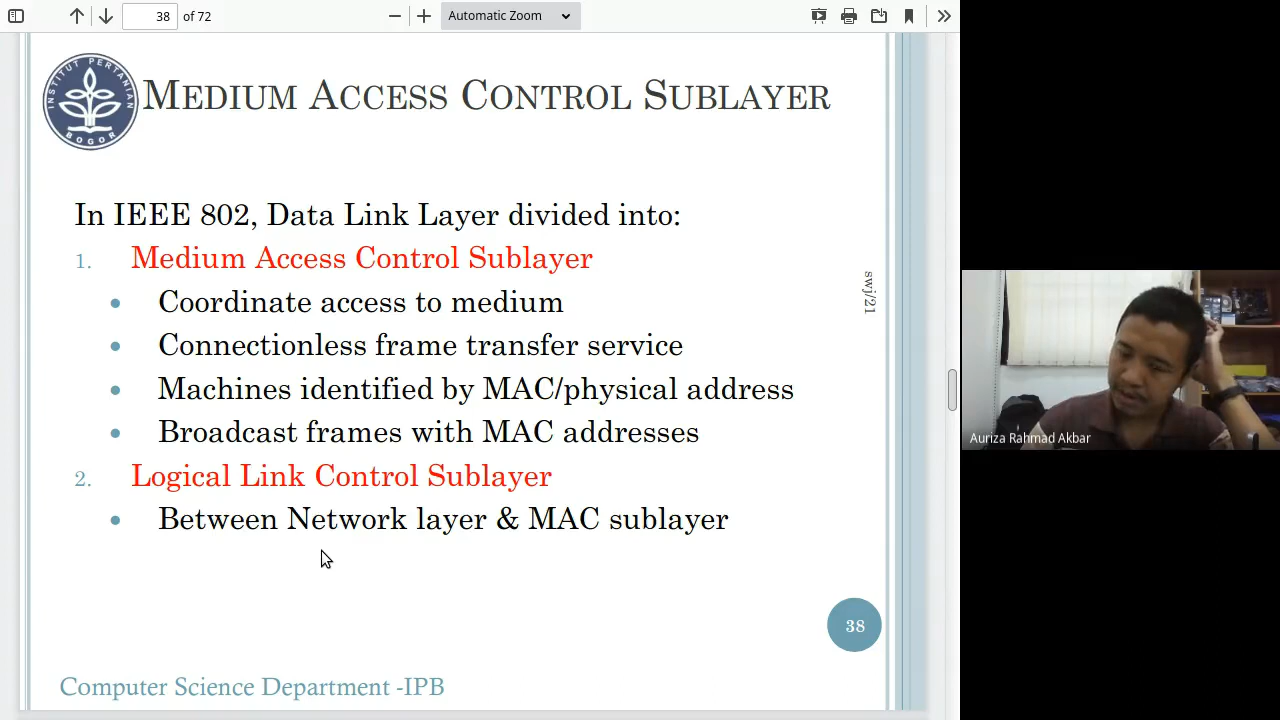 38 of 72
Automatic Zoom
INSTITUT PERTANIAN
BOGOR
MEDIUM ACCESS CONTROL SUBLAYER
In IEEE 802, Data Link Layer divided into:
1. Medium Access Control Sublayer
• Coordinate access to medium
• Connectionless frame transfer service
• Machines identified by MAC/physical address
• Broadcast frames with MAC addresses
2. Logical Link Control Sublayer
• Between Network layer & MAC sublayer
swj/21
38
Computer Science Department -IPB
Auriza Rahmad Akbar